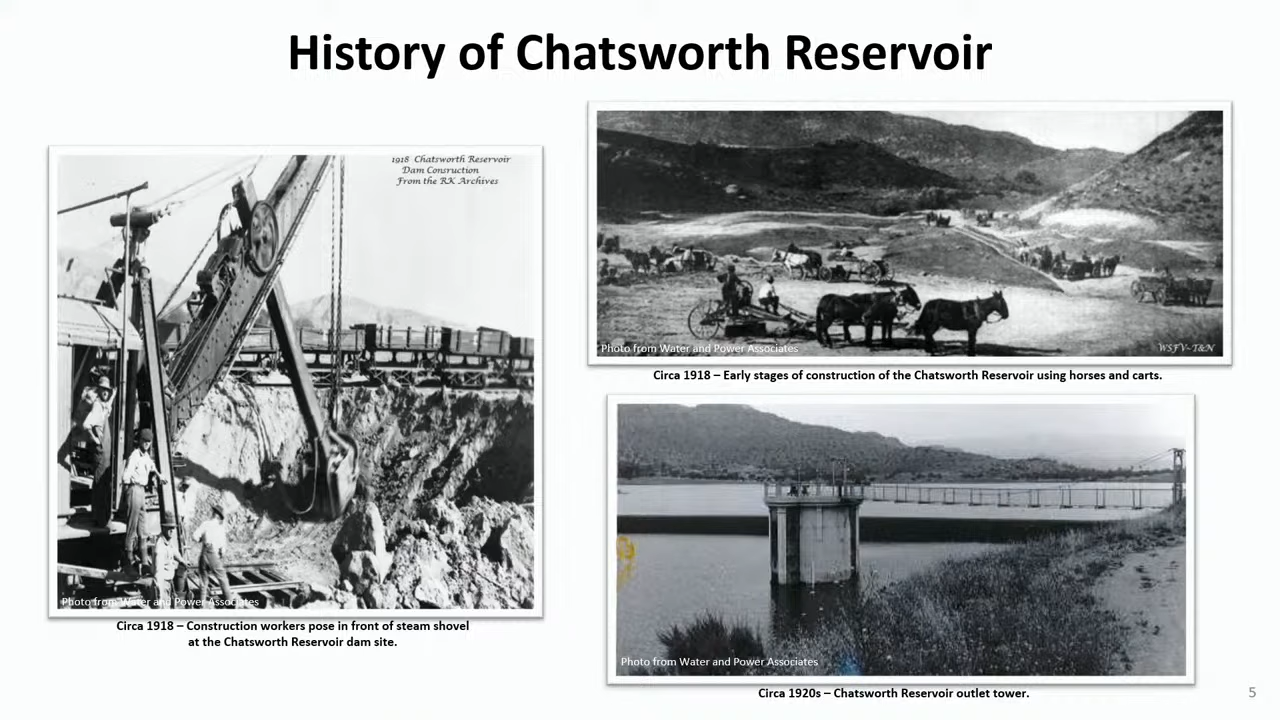 History of Chatsworth Reservoir
1918 Chatsworth Reservoir
Dam Consruction
From the RK Archives
Photo from Water and Power Associates
Circa 1918 – Construction workers pose in front of steam shovel
at the Chatsworth Reservoir dam site.
Photo from Water and Power Associates
WSFV-T&N
Circa 1918 – Early stages of construction of the Chatsworth Reservoir using horses and carts.
Photo from Water and Power Associates
Circa 1920s – Chatsworth Reservoir outlet tower.
5